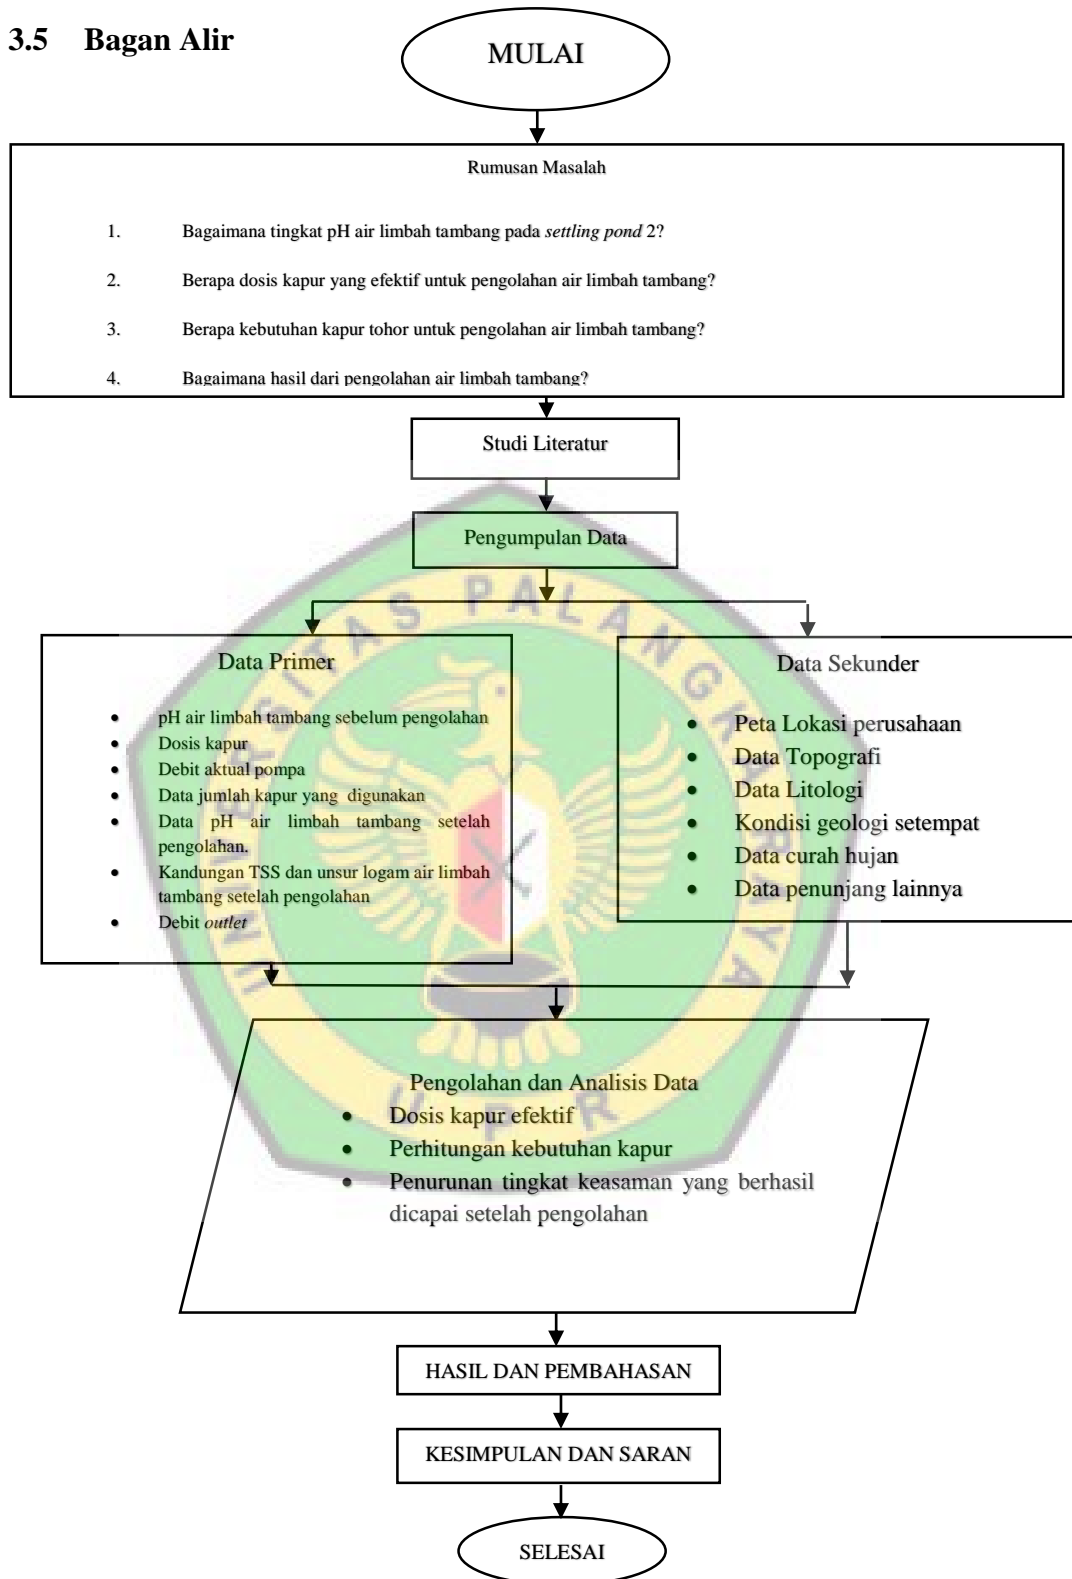 3.5 Bagan Alir
MULAI
Rumusan Masalah
1. Bagaimana tingkat pH air limbah tambang pada settling pond 2?
2. Berapa dosis kapur yang efektif untuk pengolahan air limbah tambang?
3. Berapa kebutuhan kapur tohor untuk pengolahan air limbah tambang?
4. Bagaimana hasil dari pengolahan air limbah tambang?
Studi Literatur
Pengumpulan Data
Data Primer
• pH air limbah tambang sebelum pengolahan
• Dosis kapur
• Debit aktual pompa
• Data jumlah kapur yang digunakan
• Data pH air limbah tambang setelah
pengolahan.
• Kandungan TSS dan unsur logam air limbah
tambang setelah pengolahan
• Debit outlet
Data Sekunder
• Peta Lokasi perusahaan
• Data Topografi
• Data Litologi
• Kondisi geologi setempat
• Data curah hujan
• Data penunjang lainnya
Pengolahan dan Analisis Data
• Dosis kapur efektif
• Perhitungan kebutuhan kapur
• Penurunan tingkat keasaman yang berhasil
dicapai setelah pengolahan
HASIL DAN PEMBAHASAN
KESIMPULAN DAN SARAN
SELESAI
UNIVERSITAS PALANGKA RAYA
UPR